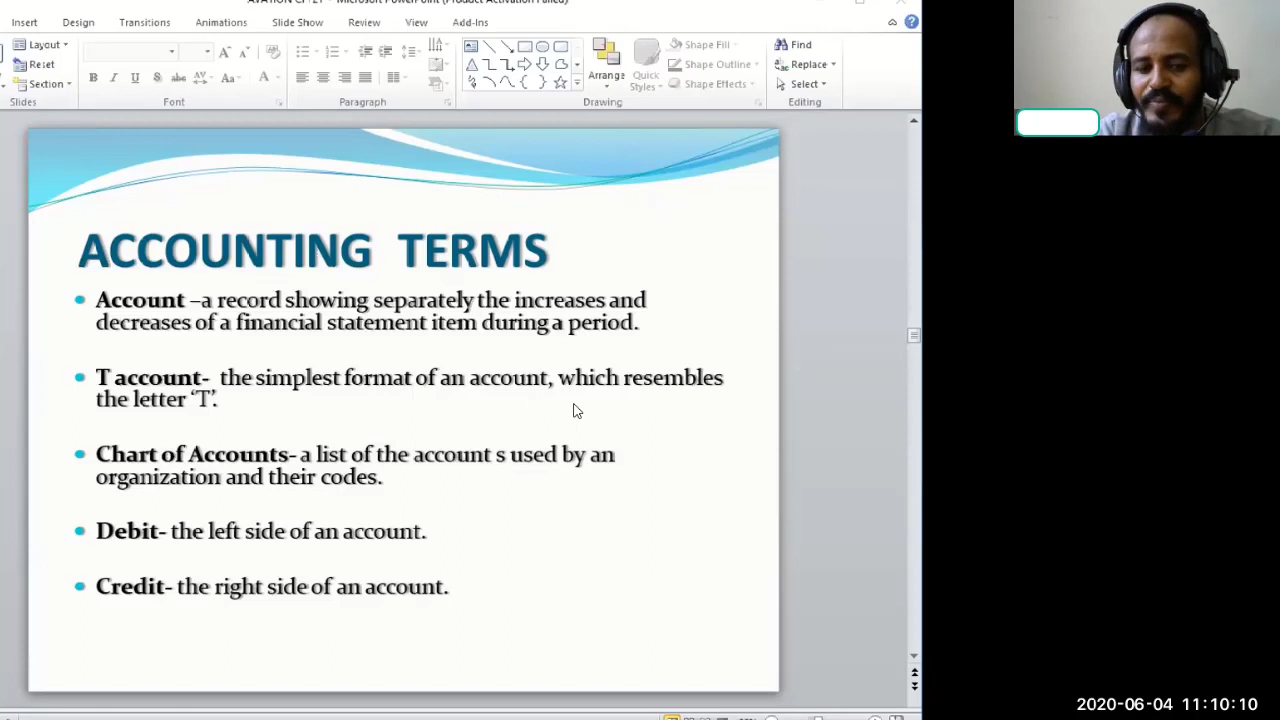 Insert Design Transitions Animations Slide Show Review View Add-Ins
Layout
Reset
Section
Slides
Font
Paragraph
Arrange
Quick
Styles
Shape Fill
Shape Outline
Shape Effects
Drawing
Find
Replace
Select
Editing
ACCOUNTING TERMS
Account –a record showing separately the increases and
decreases of a financial statement item during a period.
T account- the simplest format of an account, which resembles
the letter ‘T’.
Chart of Accounts- a list of the account s used by an
organization and their codes.
Debit- the left side of an account.
Credit- the right side of an account.
2020-06-04 11:10:10